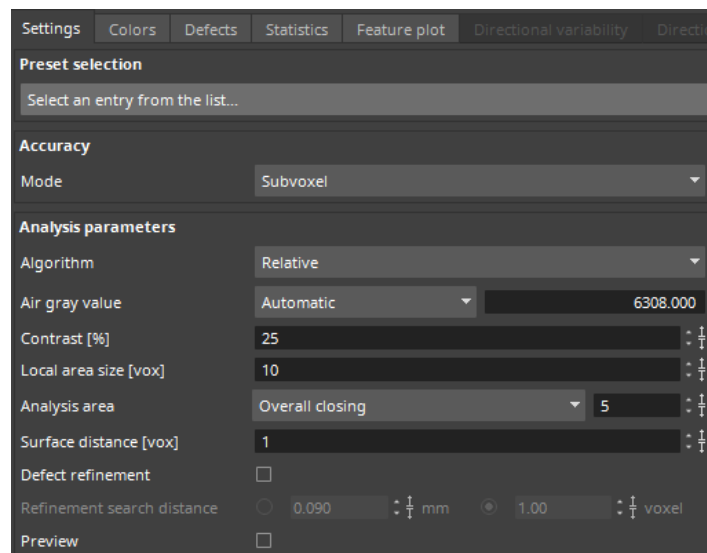 Settings Colors Defects Statistics Feature plot Directional variability Directi
Preset selection
Select an entry from the list...
Accuracy
Mode Subvoxel
Analysis parameters
Algorithm Relative
Air gray value Automatic 6308.000
Contrast [%] 25
Local area size [vox] 10
Analysis area Overall closing 5
Surface distance [vox] 1
Defect refinement
Refinement search distance 0.090 mm 1.00 voxel
Preview